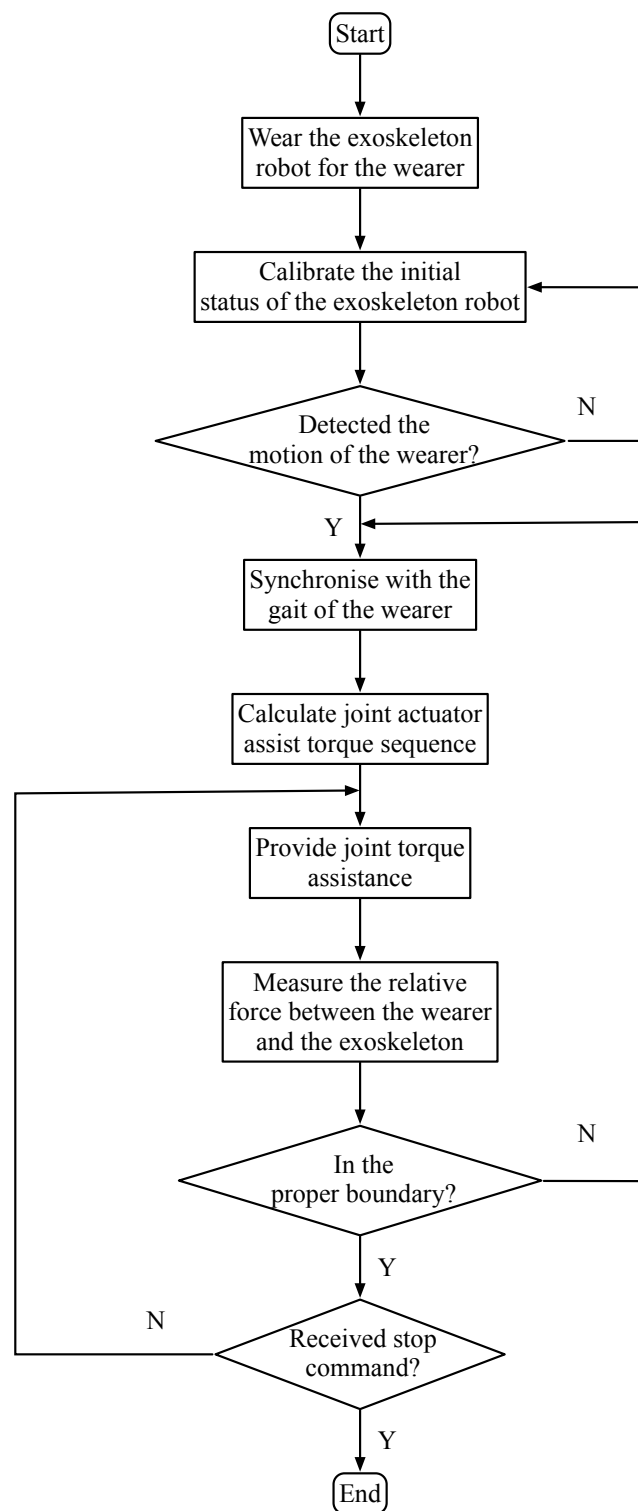 Start
Wear the exoskeleton
robot for the wearer
Calibrate the initial
status of the exoskeleton robot
N
Detected the
motion of the wearer?
Y
Synchronise with the
gait of the wearer
Calculate joint actuator
assist torque sequence
Provide joint torque
assistance
Measure the relative
force between the wearer
and the exoskeleton
N
In the
proper boundary?
Y
N
Received stop
command?
Y
End